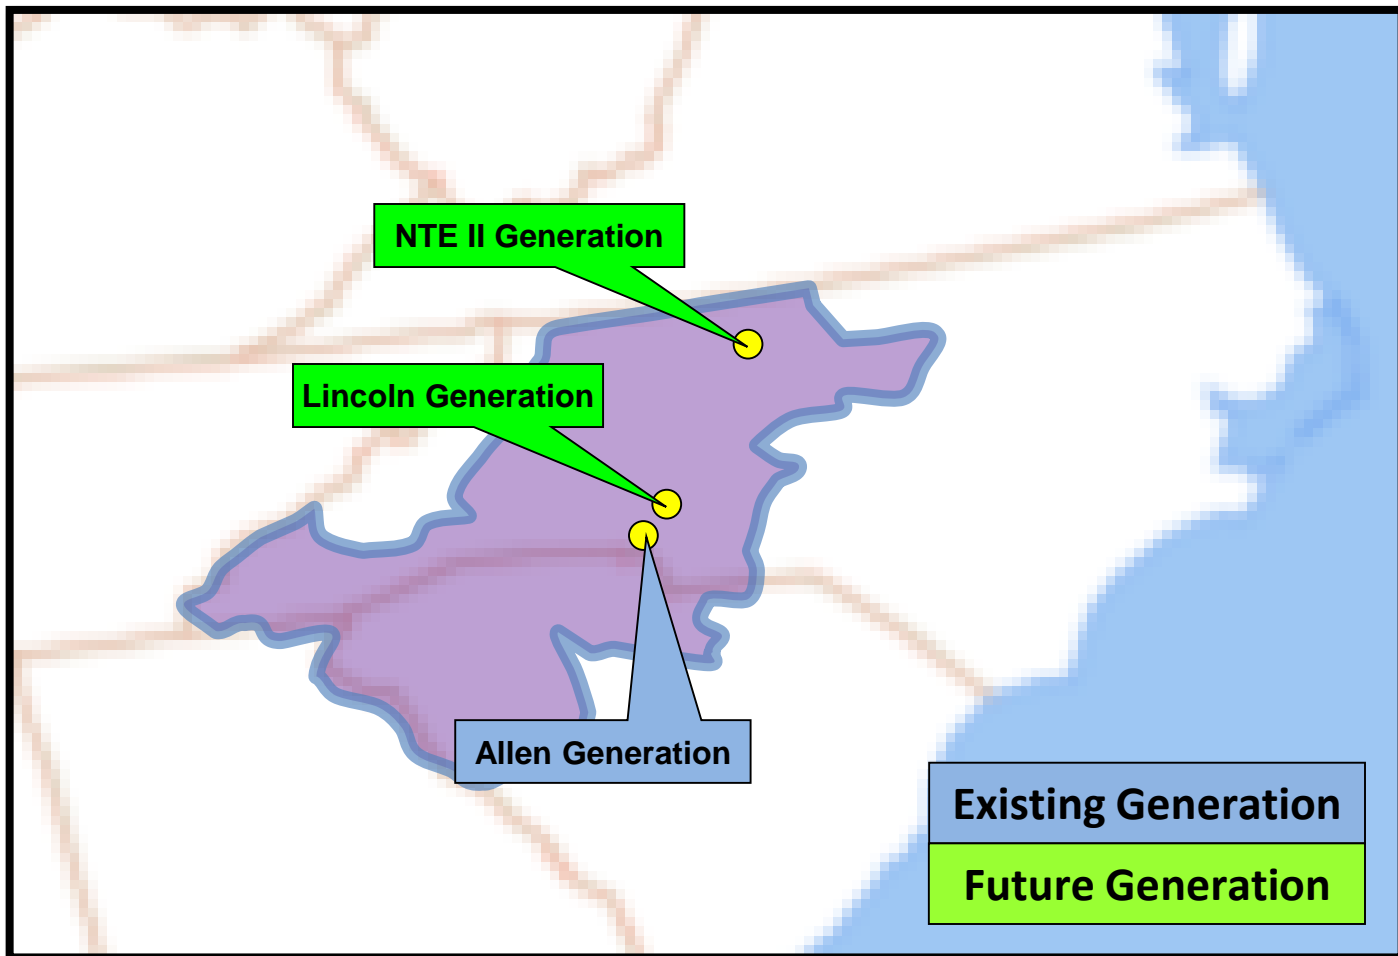 NTE II Generation
Lincoln Generation
Allen Generation
Existing Generation
Future Generation